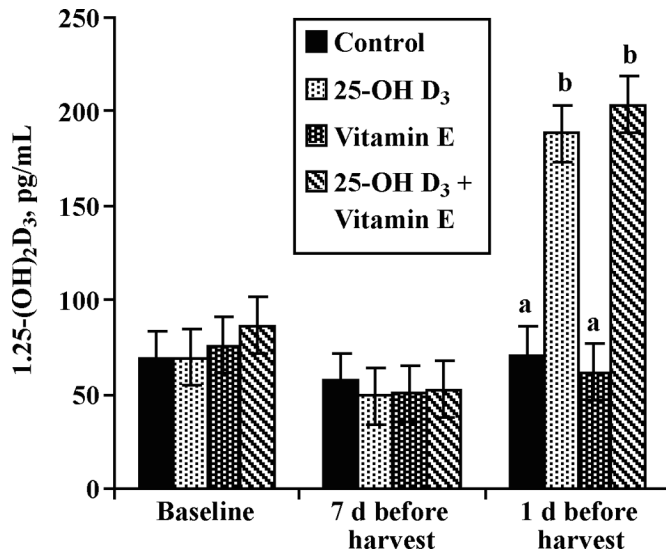 250
200
150
100
50
0
1.25-(OH)₂D₃, pg/mL
Control
25-OH D₃
Vitamin E
25-OH D₃ +
Vitamin E
a
b
a
b
Baseline
7 d before
harvest
1 d before
harvest